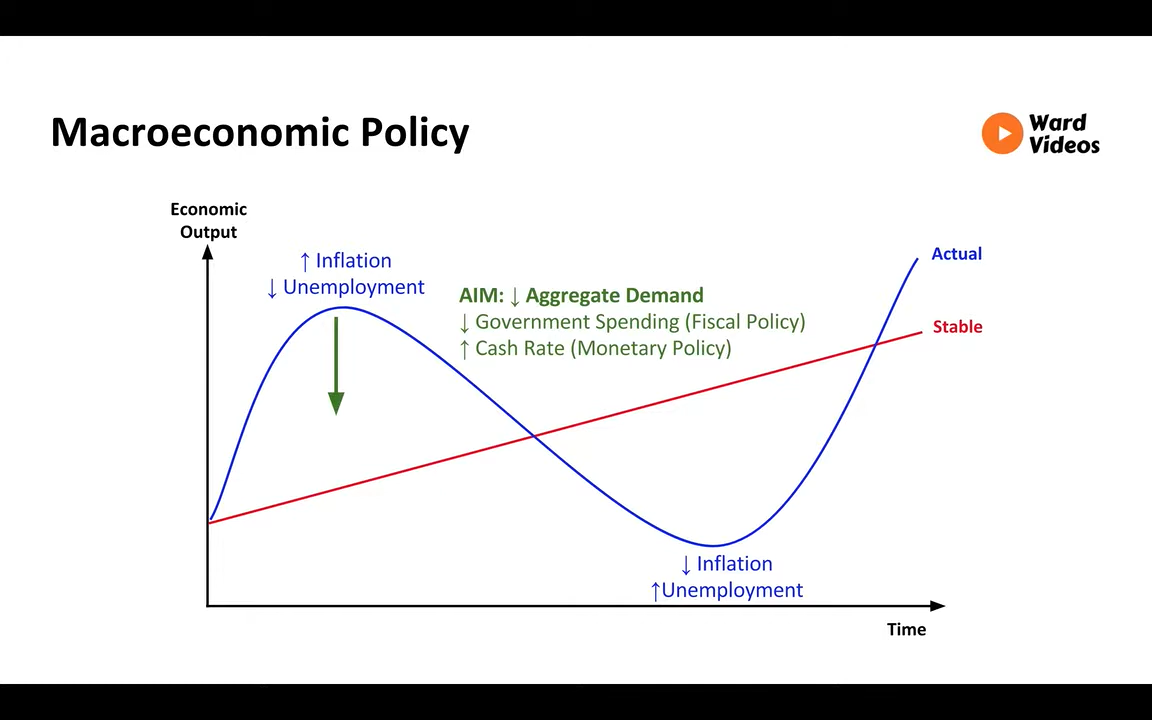 Macroeconomic Policy
Ward
Videos
Economic
Output
↑ Inflation
↓ Unemployment
AIM: ↓ Aggregate Demand
↓ Government Spending (Fiscal Policy)
↑ Cash Rate (Monetary Policy)
Actual
Stable
↓ Inflation
↑Unemployment
Time